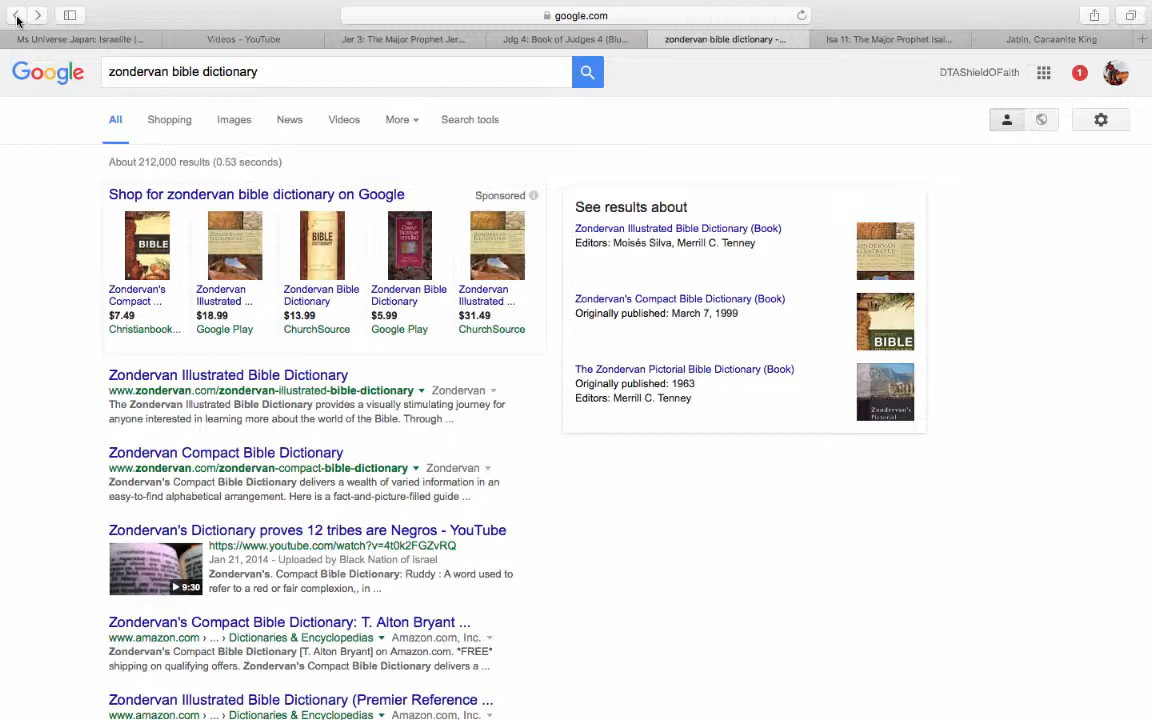 google.com
Ms Universe Japan: Israelite (...
Videos - YouTube
Jer 3: The Major Prophet Jer...
Jdg 4: Book of Judges 4 (Blu...
zondervan bible dictionary -...
Isa 11: The Major Prophet Isai...
Jabin, Canaanite King
Google
zondervan bible dictionary
DTAShieldOfFaith
1
All
Shopping
Images
News
Videos
More
Search tools
About 212,000 results (0.53 seconds)
Shop for zondervan bible dictionary on Google
Sponsored
BIBLE
BIBLE
DICTIONARY
Zondervan's
Compact ...
$7.49
Christianbook...
Zondervan
Illustrated ...
$18.99
Google Play
Zondervan Bible
Dictionary
$13.99
ChurchSource
Zondervan Bible
Dictionary
$5.99
Google Play
Zondervan
Illustrated ...
$31.49
ChurchSource
See results about
Zondervan Illustrated Bible Dictionary (Book)
Editors: Moisés Silva, Merrill C. Tenney
Zondervan's Compact Bible Dictionary (Book)
Originally published: March 7, 1999
BIBLE
The Zondervan Pictorial Bible Dictionary (Book)
Originally published: 1963
Editors: Merrill C. Tenney
Zondervan's
Pictorial
Zondervan Illustrated Bible Dictionary
www.zondervan.com/zondervan-illustrated-bible-dictionary Zondervan
The Zondervan Illustrated Bible Dictionary provides a visually stimulating journey for
anyone interested in learning more about the world of the Bible. Through ...
Zondervan Compact Bible Dictionary
www.zondervan.com/zondervan-compact-bible-dictionary Zondervan
Zondervan's Compact Bible Dictionary delivers a wealth of varied information in an
easy-to-find alphabetical arrangement. Here is a fact-and-picture-filled guide ...
Zondervan's Dictionary proves 12 tribes are Negros - YouTube
https://www.youtube.com/watch?v=4t0k2FGZvRQ
Jan 21, 2014 - Uploaded by Black Nation of Israel
Zondervan's. Compact Bible Dictionary: Ruddy : A word used to
refer to a red or fair complexion,, in ...
9:30
Zondervan's Compact Bible Dictionary: T. Alton Bryant ...
www.amazon.com › ... › Dictionaries & Encyclopedias Amazon.com, Inc.
Zondervan's Compact Bible Dictionary [T. Alton Bryant] on Amazon.com. *FREE*
shipping on qualifying offers. Zondervan's Compact Bible Dictionary delivers a ...
Zondervan Illustrated Bible Dictionary (Premier Reference ...
www.amazon.com › ... › Dictionaries & Encyclopedias Amazon.com, Inc.